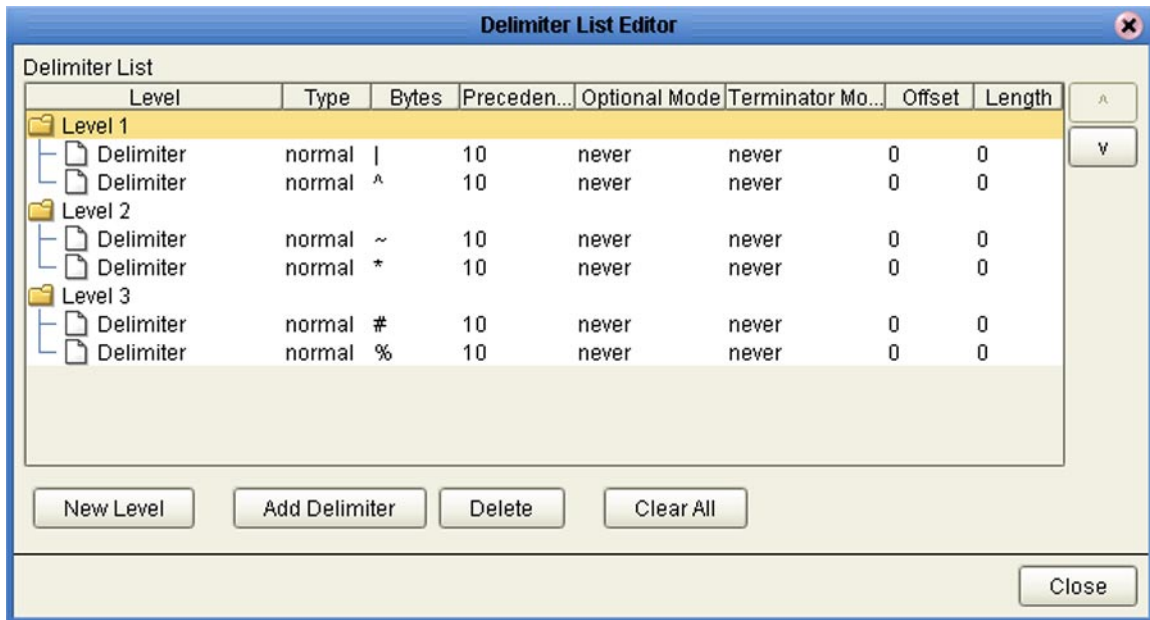 Delimiter List Editor
Delimiter List
Level Type Bytes Preceden... Optional Mode Terminator Mo... Offset Length
^
v
Level 1
Delimiter normal | 10 never never 0 0
Delimiter normal ^ 10 never never 0 0
Level 2
Delimiter normal ~ 10 never never 0 0
Delimiter normal * 10 never never 0 0
Level 3
Delimiter normal # 10 never never 0 0
Delimiter normal % 10 never never 0 0
New Level Add Delimiter Delete Clear All
Close